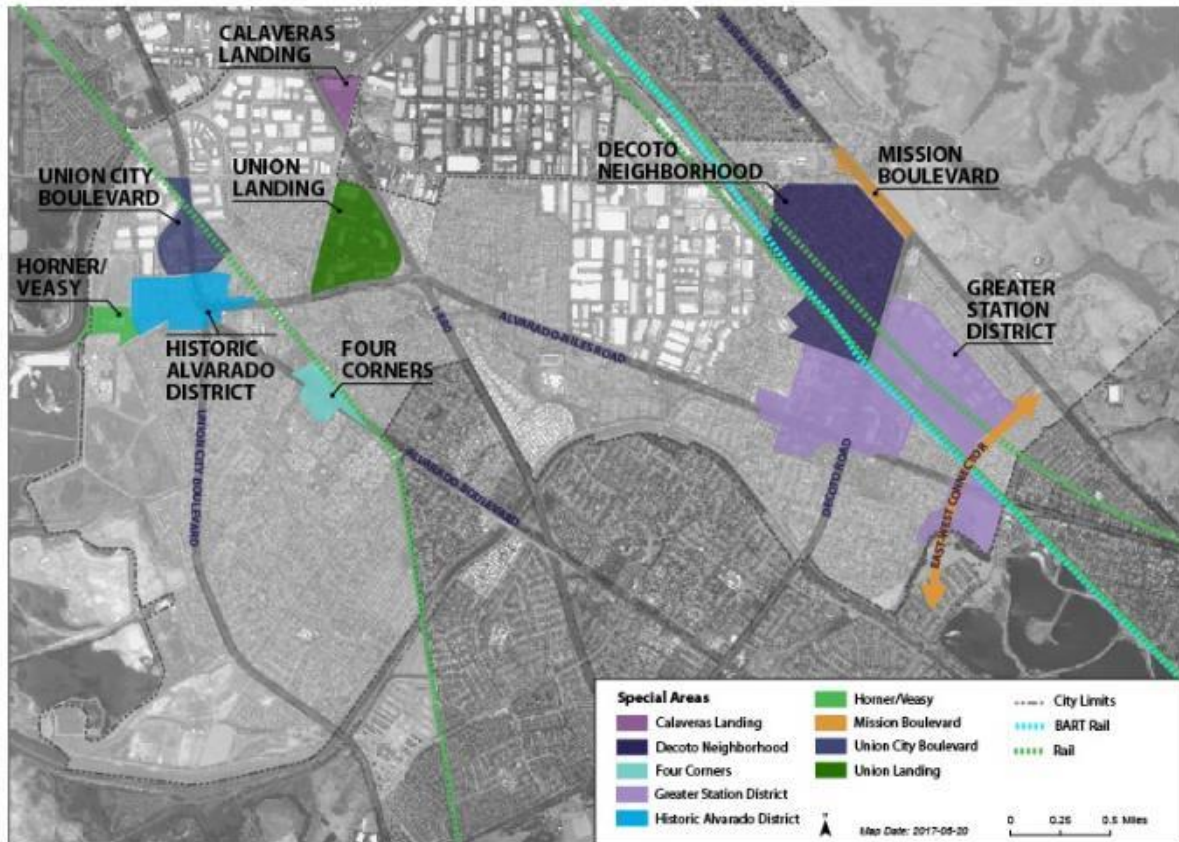 CALAVERAS
LANDING
UNION CITY
BOULEVARD
UNION
LANDING
DECOTO
NEIGHBORHOOD
MISSION
BOULEVARD
HORNER/
VEASY
HISTORIC
ALVARADO
DISTRICT
FOUR
CORNERS
GREATER
STATION
DISTRICT
MISSION BOULEVARD
I-880
ALVARADO-NILES ROAD
UNION CITY BOULEVARD
ALVARADO BOULEVARD
DECOTO ROAD
EAST-WEST CONNECTOR
Special Areas
Calaveras Landing
Decoto Neighborhood
Four Corners
Greater Station District
Historic Alvarado District
Horner/Veasy
Mission Boulevard
Union City Boulevard
Union Landing
City Limits
BART Rail
Rail
N
Map Date: 2017-06-20
0 0.25 0.5 Miles